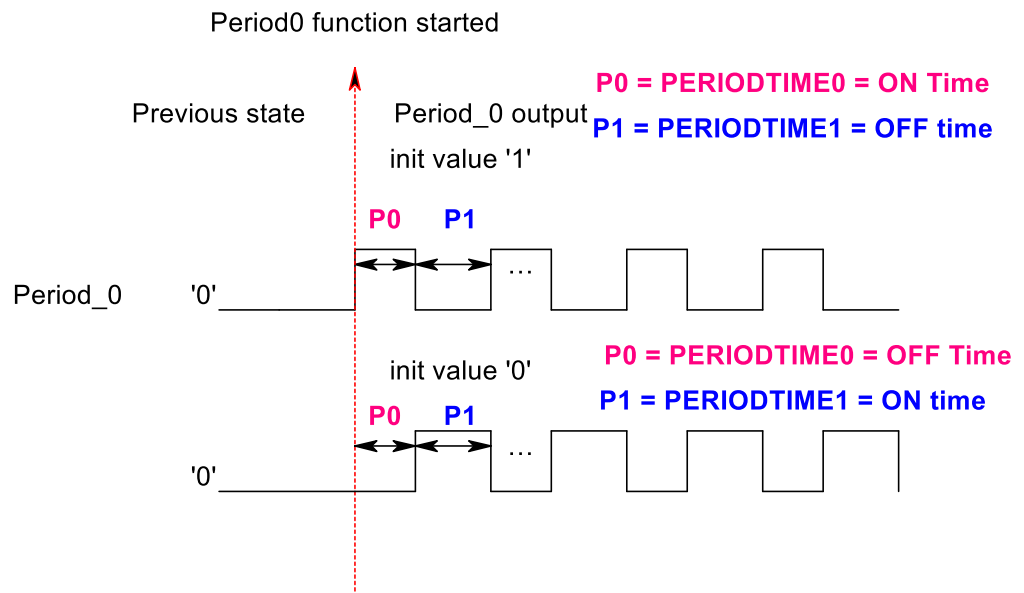 Period0 function started
P0 = PERIODTIME0 = ON Time
Previous state
Period_0 output
P1 = PERIODTIME1 = OFF time
init value '1'
P0
P1
...
Period_0
'0'
P0 = PERIODTIME0 = OFF Time
init value '0'
P1 = PERIODTIME1 = ON time
P0
P1
...
'0'